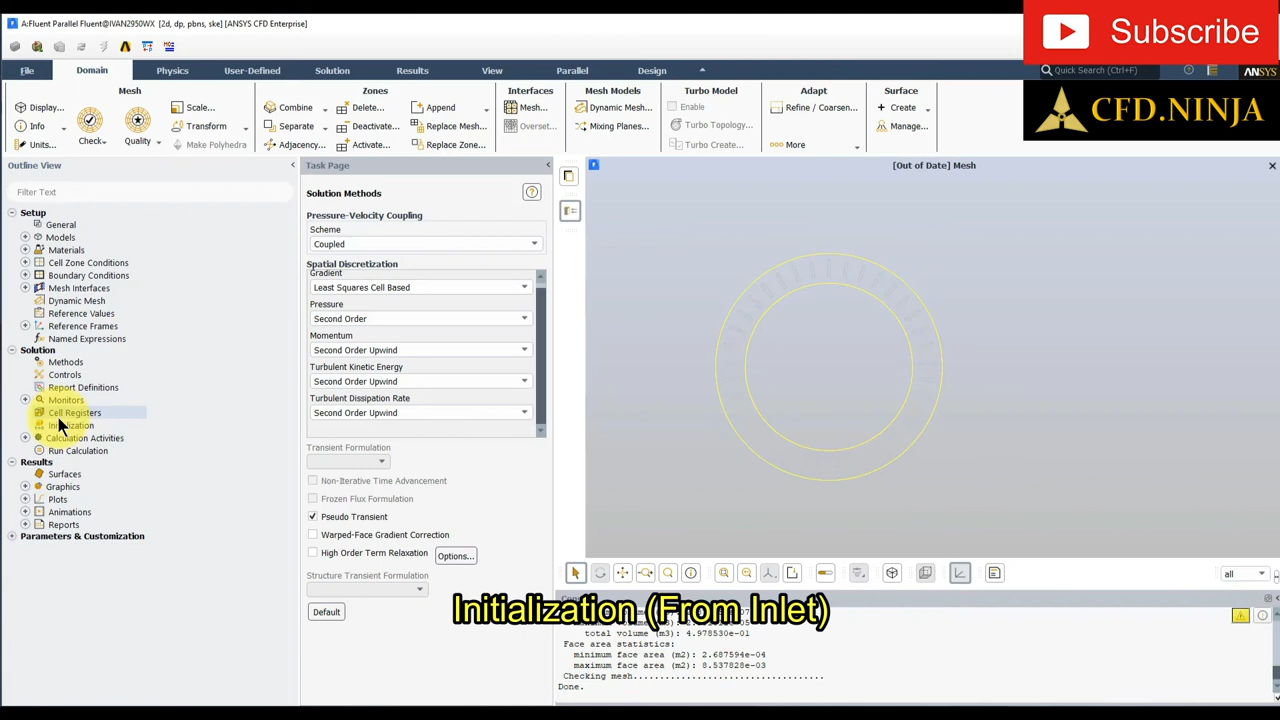 A:Fluent Parallel Fluent@IVAN2950WX [2d, dp, pbns, ske] [ANSYS CFD Enterprise]
Subscribe
File Domain Physics User-Defined Solution Results View Parallel Design
Quick Search (Ctrl+F)
ANSYS
CFD.NINJA
Mesh Zones Interfaces Mesh Models Turbo Model Adapt Surface
Display... Scale... Combine Delete... Append Mesh... Dynamic Mesh... Enable Refine / Coarsen... Create
Info Transform Separate Deactivate... Replace Mesh... Overset... Mixing Planes... Turbo Topology... Manage...
Check Quality
Units... Make Polyhedra Adjacency... Activate... Replace Zone... Turbo Create... More
Outline View
Filter Text
Setup
General
Models
Materials
Cell Zone Conditions
Boundary Conditions
Mesh Interfaces
Dynamic Mesh
Reference Values
Reference Frames
Named Expressions
Solution
Methods
Controls
Report Definitions
Monitors
Cell Registers
Initialization
Calculation Activities
Run Calculation
Results
Surfaces
Graphics
Plots
Animations
Reports
Parameters & Customization
Task Page
Solution Methods
Pressure-Velocity Coupling
Scheme
Coupled
Spatial Discretization
Gradient
Least Squares Cell Based
Pressure
Second Order
Momentum
Second Order Upwind
Turbulent Kinetic Energy
Second Order Upwind
Turbulent Dissipation Rate
Second Order Upwind
Transient Formulation
Non-Iterative Time Advancement
Frozen Flux Formulation
Pseudo Transient
Warped-Face Gradient Correction
High Order Term Relaxation
Options...
Structure Transient Formulation
Default
[Out of Date] Mesh
all
Initialization (From Inlet)
total volume (m3): 4.978530e-01
Face area statistics:
minimum face area (m2): 2.687594e-04
maximum face area (m2): 8.537828e-03
Checking mesh...................................
Done.